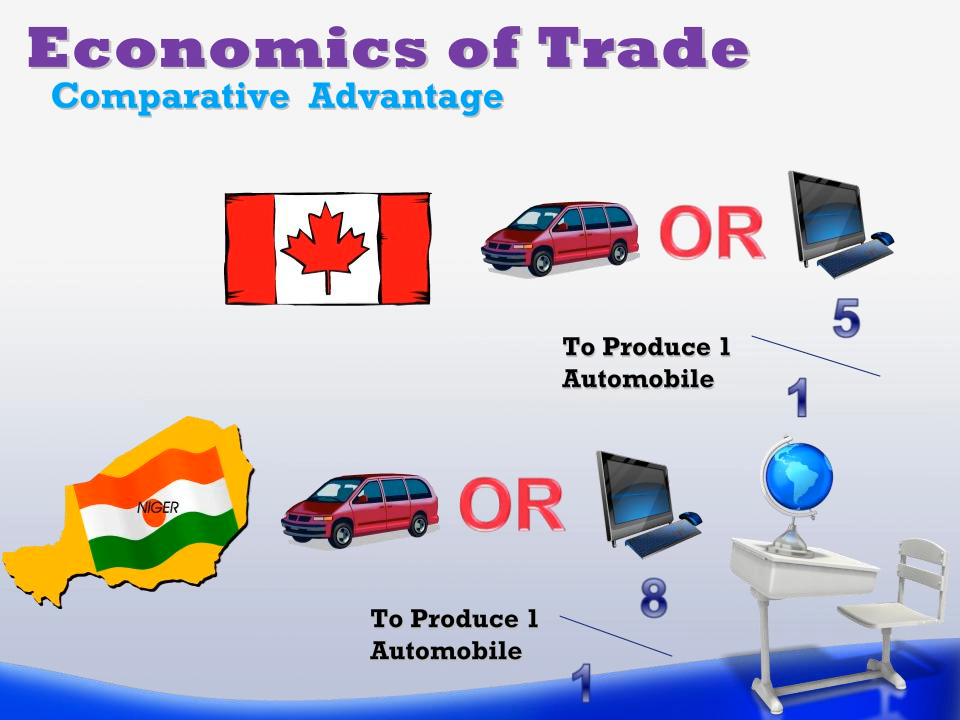 Economics of Trade
Comparative Advantage
OR
5
To Produce 1
Automobile
1
NIGER
OR
8
To Produce 1
Automobile
1